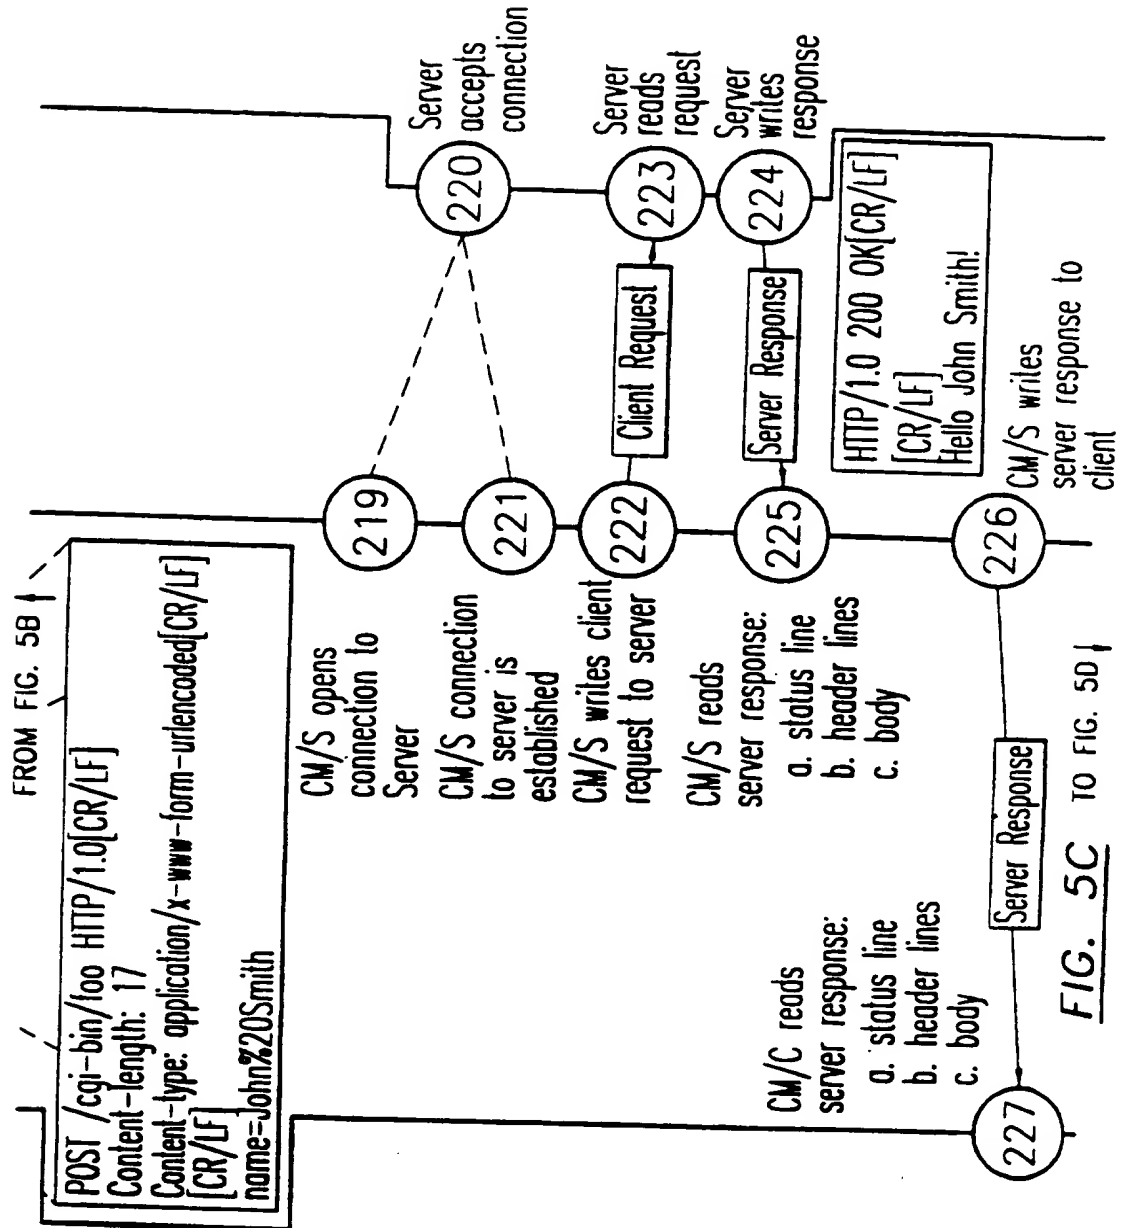 FROM FIG. 5B
POST /cgi-bin/foo HTTP/1.0[CR/LF]
Content-length: 17
Content-type: application/x-www-form-urlencoded[CR/LF]
[CR/LF]
name=John%20Smith
219
CM/S opens
connection to
Server
220
Server
accepts
connection
221
CM/S connection
to server is
established
222
CM/S writes client
request to server
Client Request
223
Server
reads
request
224
Server
writes
response
Server Response
225
CM/S reads
server response:
a. status line
b. header lines
c. body
HTTP/1.0 200 OK[CR/LF]
[CR/LF]
Hello John Smith!
226
CM/S writes
server response to
client
Server Response
227
CM/C reads
server response:
a. status line
b. header lines
c. body
FIG. 5C
TO FIG. 5D